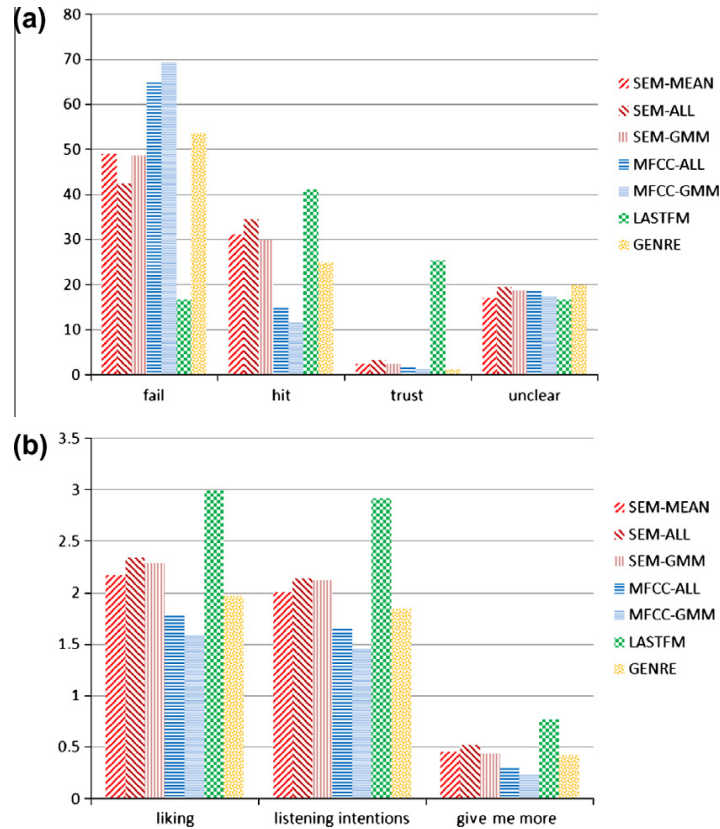 (a)
80
70
60
50
40
30
20
10
0
fail hit trust unclear
SEM-MEAN
SEM-ALL
SEM-GMM
MFCC-ALL
MFCC-GMM
LASTFM
GENRE
(b)
3.5
3
2.5
2
1.5
1
0.5
0
liking listening intentions give me more
SEM-MEAN
SEM-ALL
SEM-GMM
MFCC-ALL
MFCC-GMM
LASTFM
GENRE